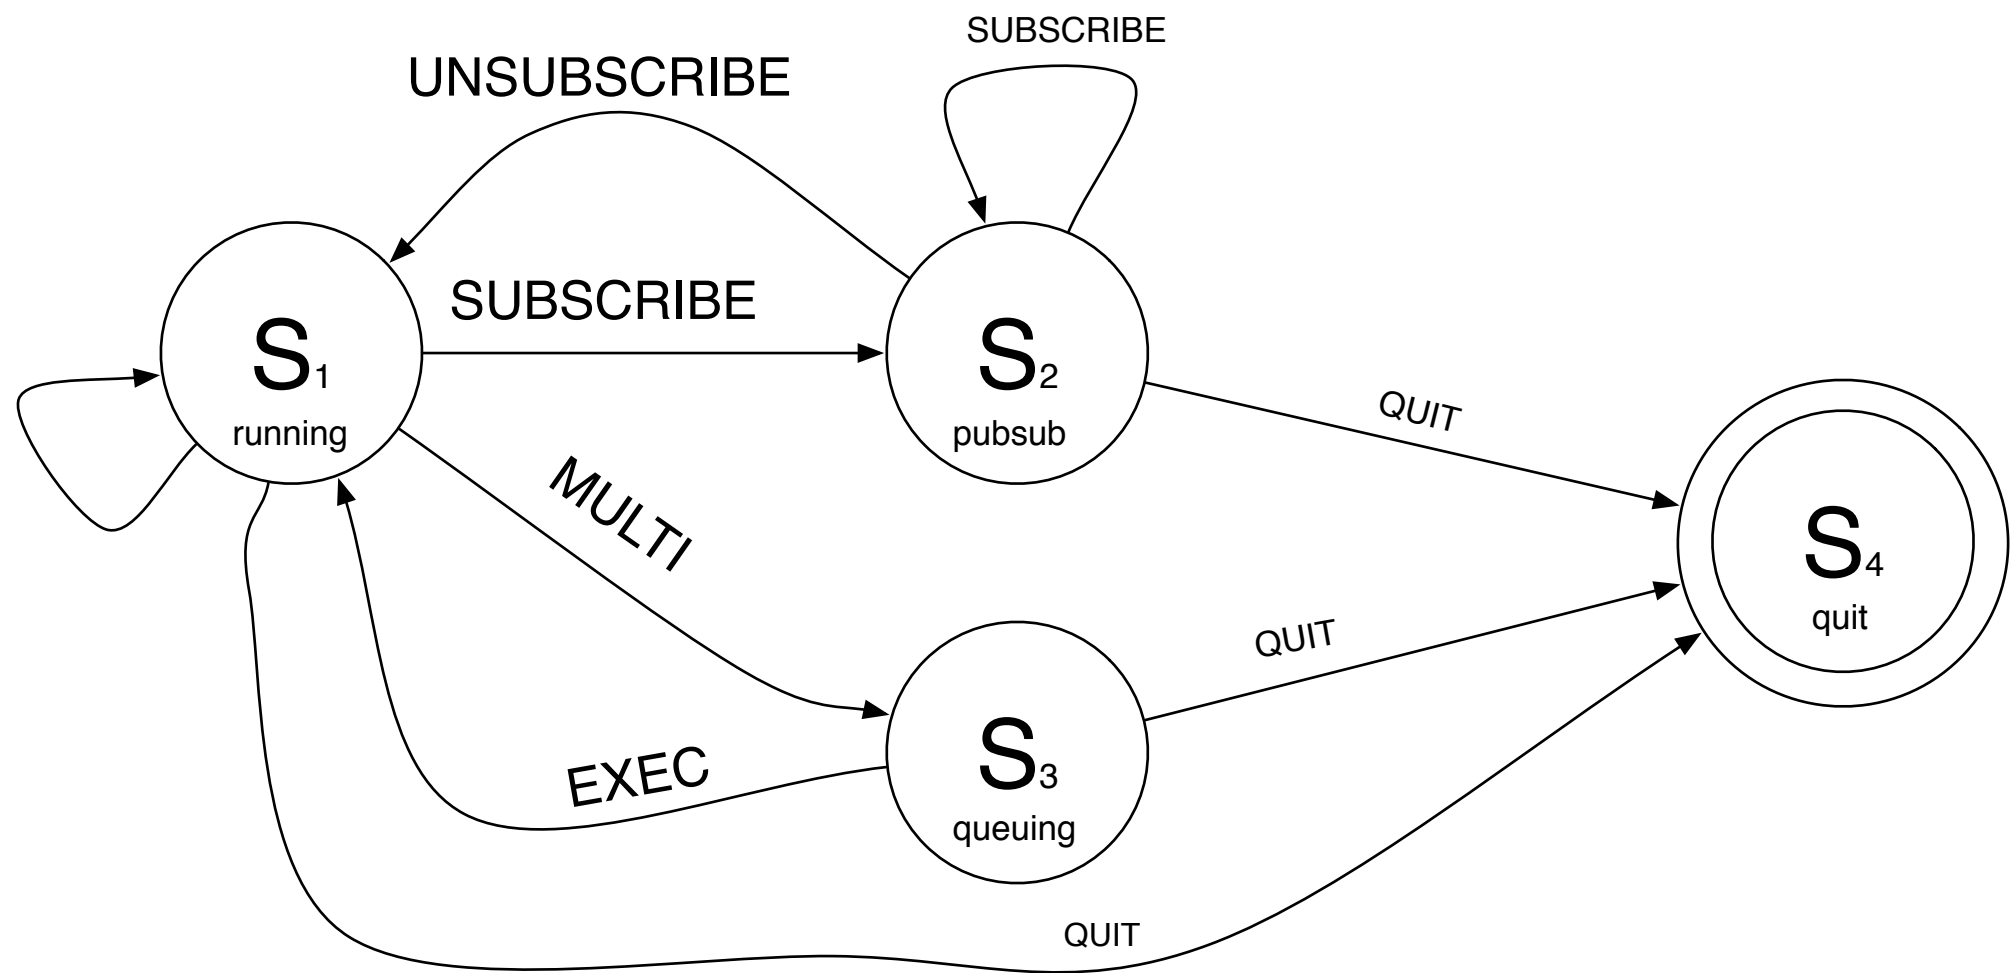 SUBSCRIBE
UNSUBSCRIBE
SUBSCRIBE
S1
running
S2
pubsub
QUIT
MULTI
S4
quit
QUIT
EXEC
S3
queuing
QUIT